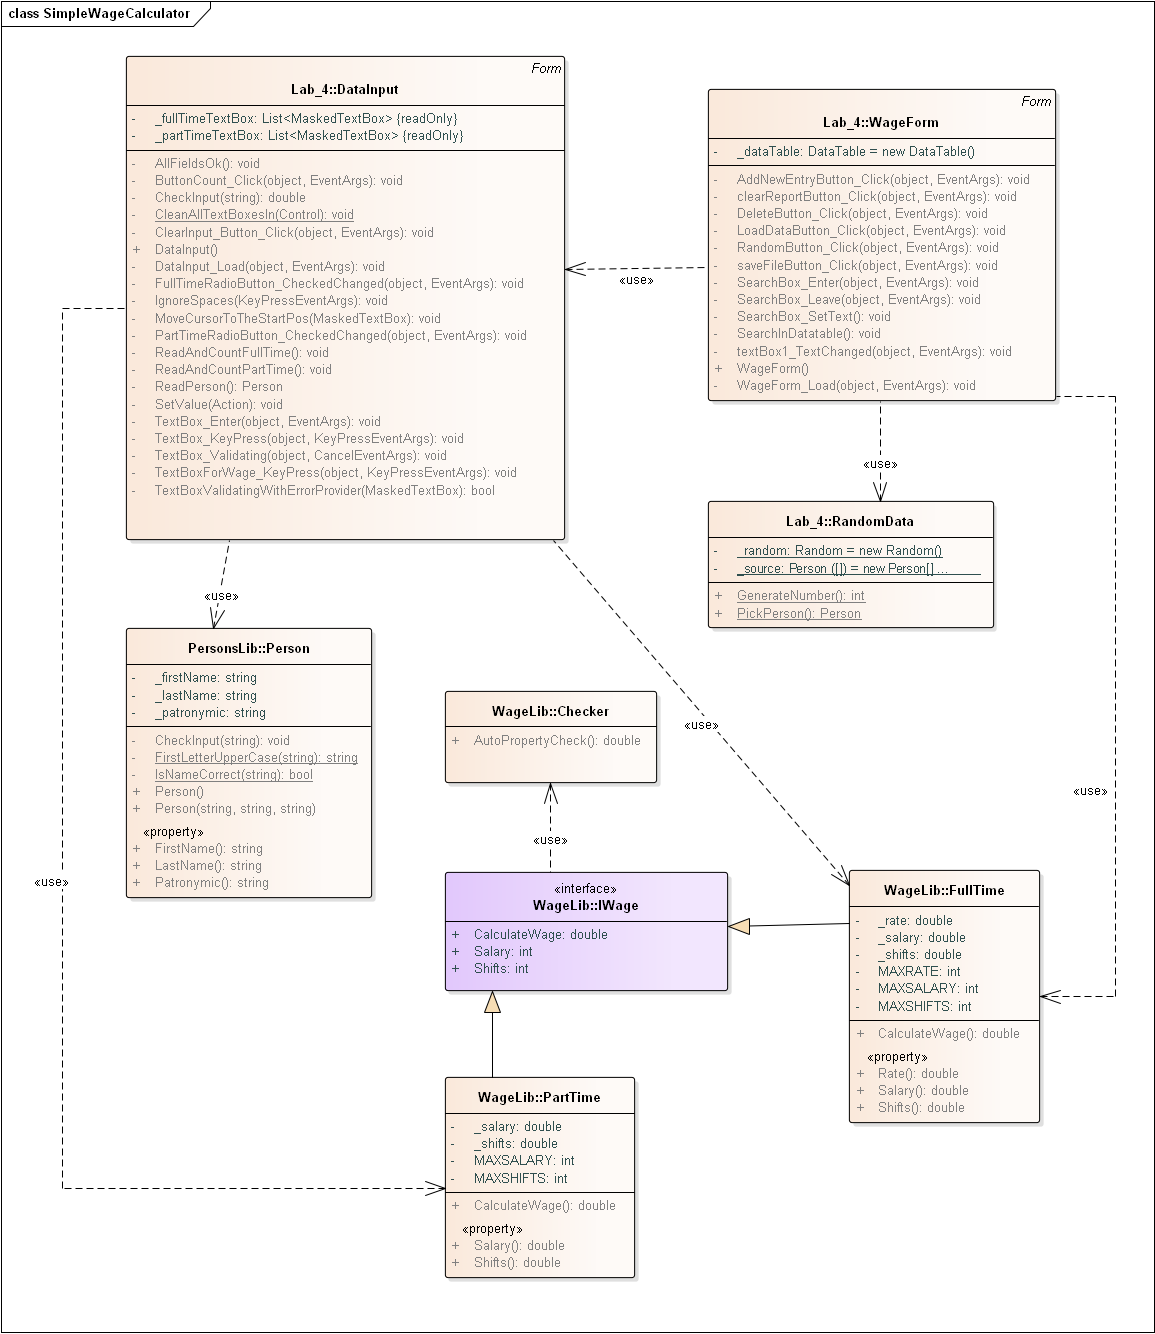 class SimpleWageCalculator
Form
Lab_4::DataInput
- _fullTimeTextBox: List<MaskedTextBox> {readOnly}
- _partTimeTextBox: List<MaskedTextBox> {readOnly}
- AllFieldsOk(): void
- ButtonCount_Click(object, EventArgs): void
- CheckInput(string): double
- CleanAllTextBoxesIn(Control): void
- ClearInput_Button_Click(object, EventArgs): void
+ DataInput()
- DataInput_Load(object, EventArgs): void
- FullTimeRadioButton_CheckedChanged(object, EventArgs): void
- IgnoreSpaces(KeyPressEventArgs): void
- MoveCursorToTheStartPos(MaskedTextBox): void
- PartTimeRadioButton_CheckedChanged(object, EventArgs): void
- ReadAndCountFullTime(): void
- ReadAndCountPartTime(): void
- ReadPerson(): Person
- SetValue(Action): void
- TextBox_Enter(object, EventArgs): void
- TextBox_KeyPress(object, KeyPressEventArgs): void
- TextBox_Validating(object, CancelEventArgs): void
- TextBoxForWage_KeyPress(object, KeyPressEventArgs): void
- TextBoxValidatingWithErrorProvider(MaskedTextBox): bool
Form
Lab_4::WageForm
- _dataTable: DataTable = new DataTable()
- AddNewEntryButton_Click(object, EventArgs): void
- clearReportButton_Click(object, EventArgs): void
- DeleteButton_Click(object, EventArgs): void
- LoadDataButton_Click(object, EventArgs): void
- RandomButton_Click(object, EventArgs): void
- saveFileButton_Click(object, EventArgs): void
- SearchBox_Enter(object, EventArgs): void
- SearchBox_Leave(object, EventArgs): void
- SearchBox_SetText(): void
- SearchInDatatable(): void
- textBox1_TextChanged(object, EventArgs): void
+ WageForm()
- WageForm_Load(object, EventArgs): void
«use»
«use»
Lab_4::RandomData
- _random: Random = new Random()
- _source: Person ([]) = new Person[] ...
+ GenerateNumber(): int
+ PickPerson(): Person
«use»
PersonsLib::Person
- _firstName: string
- _lastName: string
- _patronymic: string
- CheckInput(string): void
- FirstLetterUpperCase(string): string
- IsNameCorrect(string): bool
+ Person()
+ Person(string, string, string)
«property»
+ FirstName(): string
+ LastName(): string
+ Patronymic(): string
WageLib::Checker
+ AutoPropertyCheck(): double
«use»
«use»
«use»
«use»
«interface»
WageLib::IWage
+ CalculateWage: double
+ Salary: int
+ Shifts: int
WageLib::FullTime
- _rate: double
- _salary: double
- _shifts: double
- MAXRATE: int
- MAXSALARY: int
- MAXSHIFTS: int
+ CalculateWage(): double
«property»
+ Rate(): double
+ Salary(): double
+ Shifts(): double
WageLib::PartTime
- _salary: double
- _shifts: double
- MAXSALARY: int
- MAXSHIFTS: int
+ CalculateWage(): double
«property»
+ Salary(): double
+ Shifts(): double